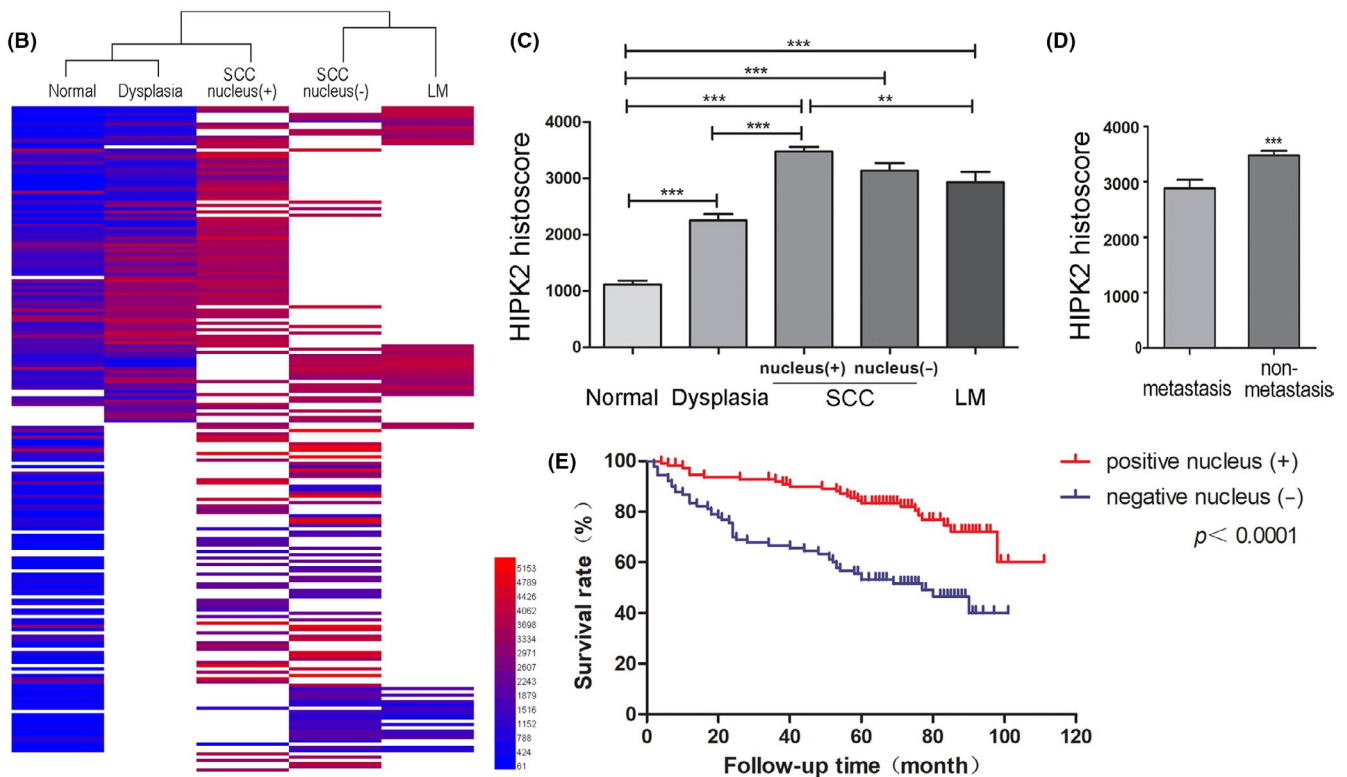 (B)
Normal
Dysplasia
SCC
nucleus(+)
SCC
nucleus(-)
LM
5153
4789
4426
4062
3698
3334
2971
2607
2243
1879
1516
1152
788
424
61
(C)
***
***
***
**
***
***
HIPK2 histoscore
4000
3000
2000
1000
0
nucleus(+) nucleus(−)
Normal Dysplasia SCC LM
(D)
***
HIPK2 histoscore
4000
3000
2000
1000
0
metastasis
non-
metastasis
(E)
Survival rate (%)
100
80
60
40
20
0
0 20 40 60 80 100 120
Follow-up time (month)
positive nucleus (+)
negative nucleus (−)
p< 0.0001